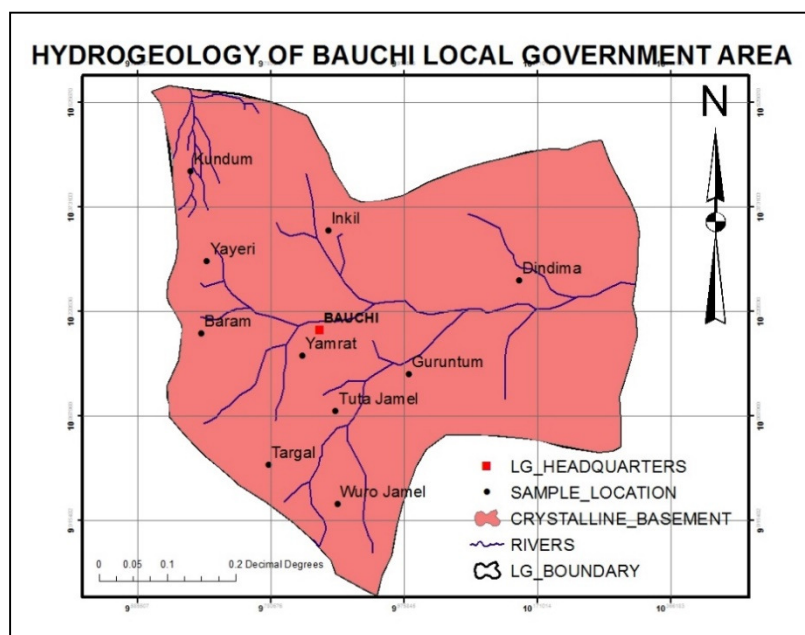 HYDROGEOLOGY OF BAUCHI LOCAL GOVERNMENT AREA
N
Kundum
Inkil
Yayeri
Dindima
BAUCHI
Baram
Yamrat
Guruntum
Tuta Jamel
Targal
LG_HEADQUARTERS
Wuro Jamel
SAMPLE_LOCATION
CRYSTALLINE_BASEMENT
RIVERS
LG_BOUNDARY
0 0.05 0.1 0.2 Decimal Degrees